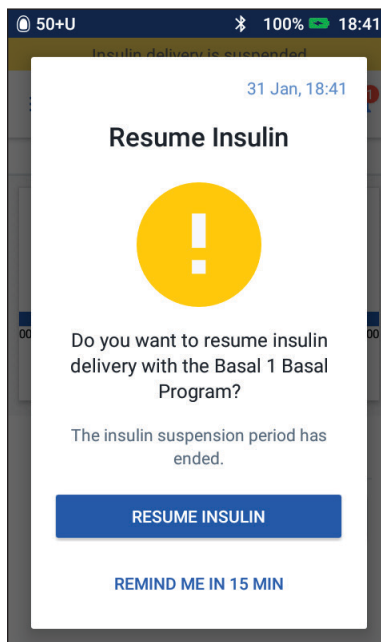 50+U 100% 18:41
Insulin delivery is suspended
31 Jan, 18:41
Resume Insulin
!
Do you want to resume insulin
delivery with the Basal 1 Basal
Program?
The insulin suspension period has
ended.
RESUME INSULIN
REMIND ME IN 15 MIN